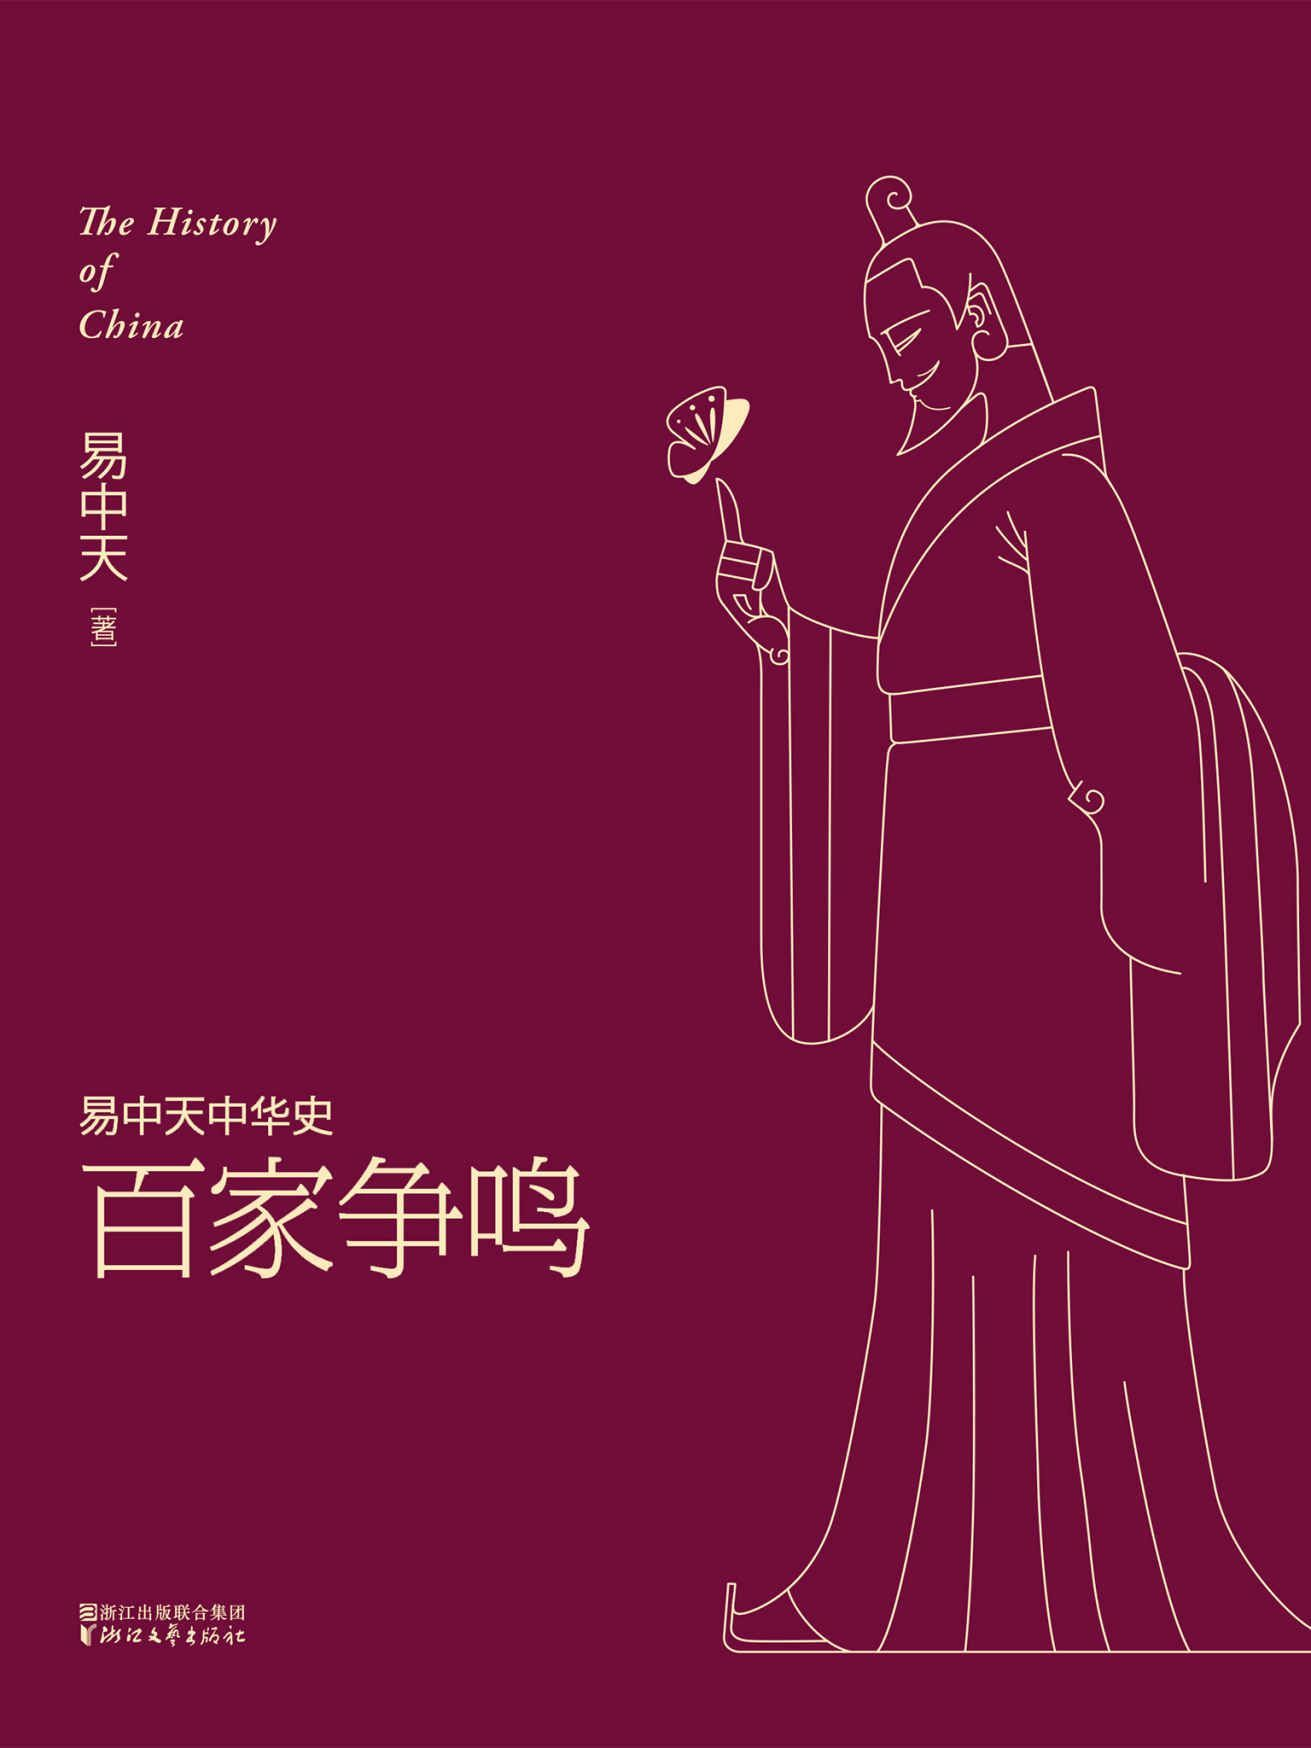 The History
of
China
易中天
[著]
易中天中华史
百家争鸣
浙江出版联合集团
浙江文艺出版社